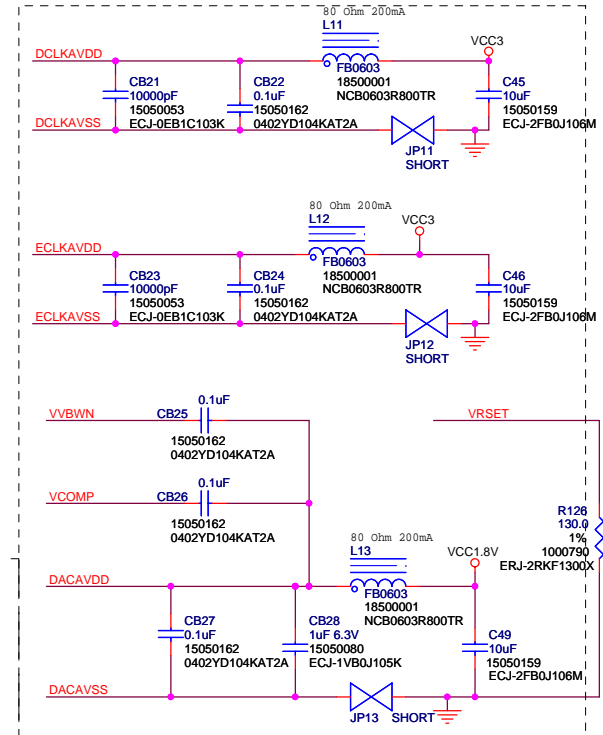 80 Ohm 200mA
L11
VCC3
DCLKAVDD
FB0603
18500001
NCB0603R800TR
CB21
10000pF
15050053
ECJ-0EB1C103K
CB22
0.1uF
15050162
0402YD104KAT2A
C45
10uF
15050159
ECJ-2FB0J106M
DCLKAVSS
JP11
SHORT
80 Ohm 200mA
L12
VCC3
ECLKAVDD
FB0603
18500001
NCB0603R800TR
CB23
10000pF
15050053
ECJ-0EB1C103K
CB24
0.1uF
15050162
0402YD104KAT2A
C46
10uF
15050159
ECJ-2FB0J106M
ECLKAVSS
JP12
SHORT
VVBWN
CB25
0.1uF
15050162
0402YD104KAT2A
VRSET
VCOMP
CB26
0.1uF
15050162
0402YD104KAT2A
R126
130.0
1%
1000790
ERJ-2RKF1300X
80 Ohm 200mA
L13
VCC1.8V
DACAVDD
FB0603
18500001
NCB0603R800TR
CB27
0.1uF
15050162
0402YD104KAT2A
CB28
1uF 6.3V
15050080
ECJ-1VB0J105K
C49
10uF
15050159
ECJ-2FB0J106M
DACAVSS
JP13
SHORT